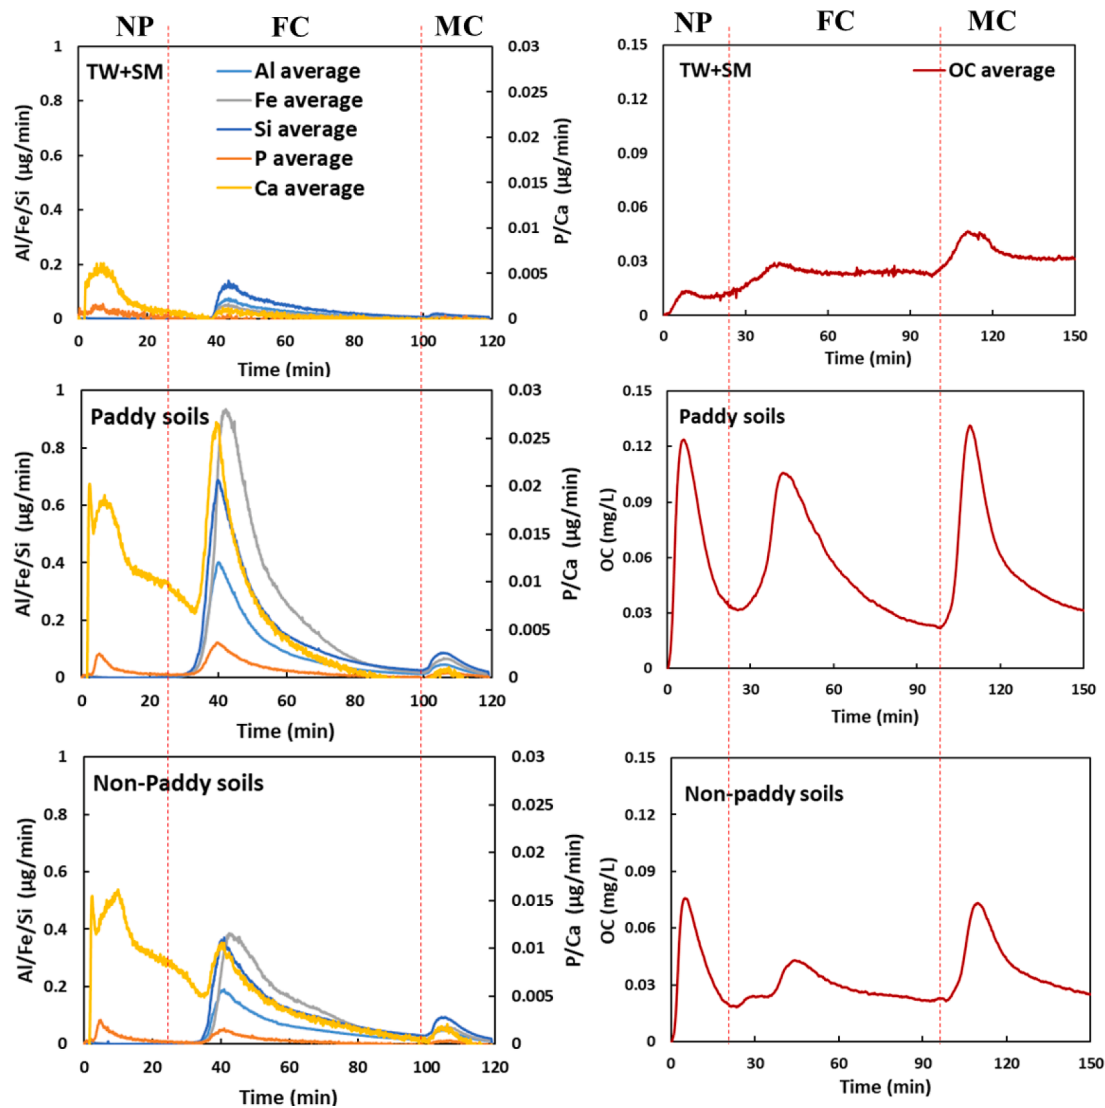 NP FC MC
NP FC MC
TW+SM
Al average
Fe average
Si average
P average
Ca average
1
0.8
0.6
0.4
0.2
0
Al/Fe/Si (µg/min)
0.03
0.025
0.02
0.015
0.01
0.005
0
P/Ca (µg/min)
0 20 40 60 80 100 120
Time (min)
TW+SM
OC average
0.15
0.12
0.09
0.06
0.03
0
0 30 60 90 120 150
Time (min)
Paddy soils
1
0.8
0.6
0.4
0.2
0
Al/Fe/Si (µg/min)
0.03
0.025
0.02
0.015
0.01
0.005
0
P/Ca (µg/min)
0 20 40 60 80 100 120
Time (min)
Paddy soils
0.15
0.12
0.09
0.06
0.03
0
OC (mg/L)
0 30 60 90 120 150
Time (min)
Non-Paddy soils
1
0.8
0.6
0.4
0.2
0
Al/Fe/Si (µg/min)
0.03
0.025
0.02
0.015
0.01
0.005
0
P/Ca (µg/min)
0 20 40 60 80 100 120
Time (min)
Non-paddy soils
0.15
0.12
0.09
0.06
0.03
0
OC (mg/L)
0 30 60 90 120 150
Time (min)